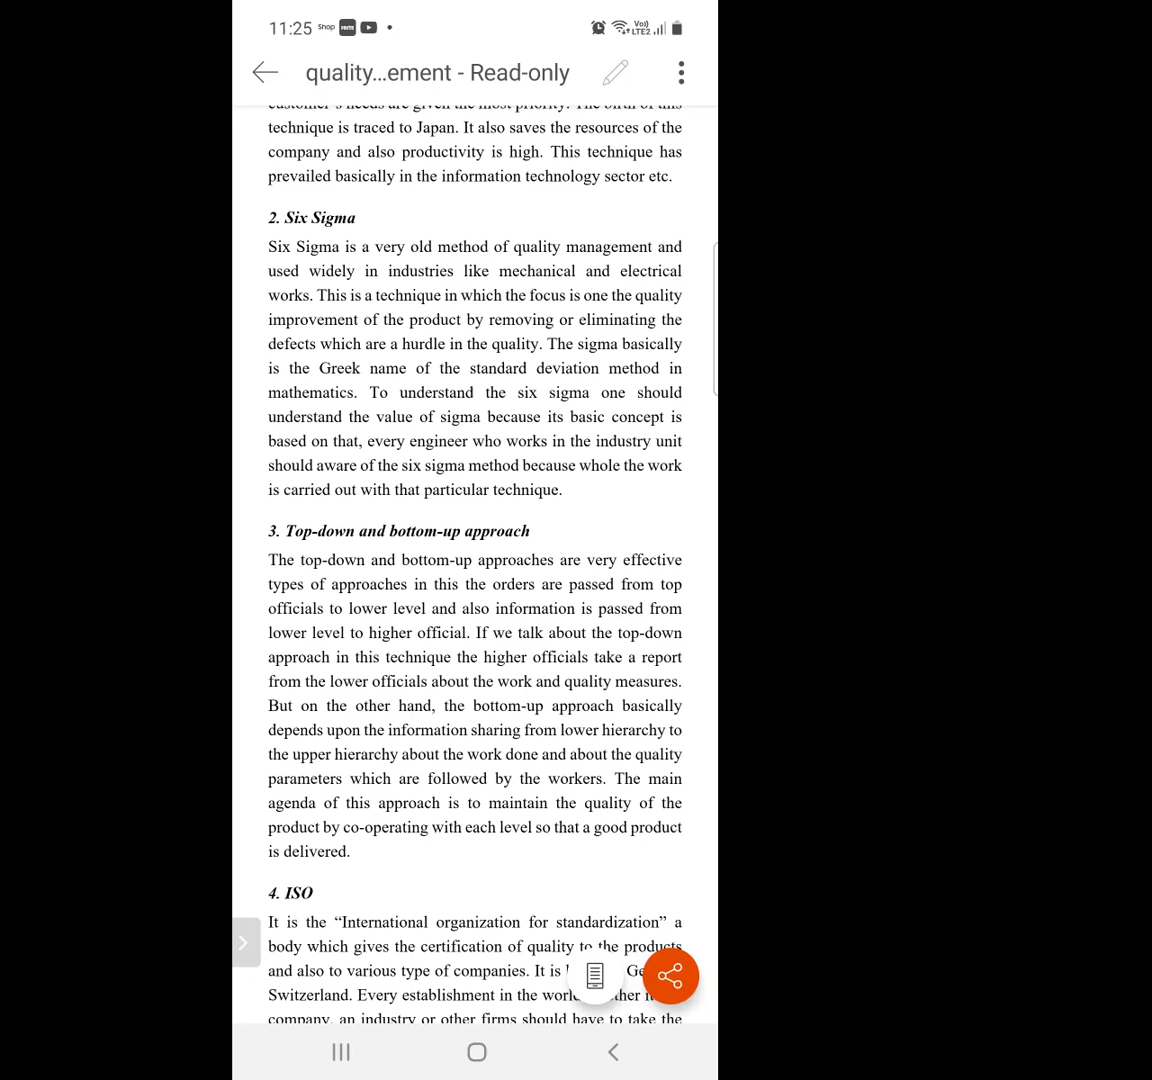 11:25 Shop
Vo))
LTE2
quality...ement - Read-only
customer's needs are given the most priority. The birth of this
technique is traced to Japan. It also saves the resources of the
company and also productivity is high. This technique has
prevailed basically in the information technology sector etc.
2. Six Sigma
Six Sigma is a very old method of quality management and
used widely in industries like mechanical and electrical
works. This is a technique in which the focus is one the quality
improvement of the product by removing or eliminating the
defects which are a hurdle in the quality. The sigma basically
is the Greek name of the standard deviation method in
mathematics. To understand the six sigma one should
understand the value of sigma because its basic concept is
based on that, every engineer who works in the industry unit
should aware of the six sigma method because whole the work
is carried out with that particular technique.
3. Top-down and bottom-up approach
The top-down and bottom-up approaches are very effective
types of approaches in this the orders are passed from top
officials to lower level and also information is passed from
lower level to higher official. If we talk about the top-down
approach in this technique the higher officials take a report
from the lower officials about the work and quality measures.
But on the other hand, the bottom-up approach basically
depends upon the information sharing from lower hierarchy to
the upper hierarchy about the work done and about the quality
parameters which are followed by the workers. The main
agenda of this approach is to maintain the quality of the
product by co-operating with each level so that a good product
is delivered.
4. ISO
It is the “International organization for standardization” a
body which gives the certification of quality to the products
and also to various type of companies. It is
Switzerland. Every establishment in the
company, an industry or other firms should have to take the